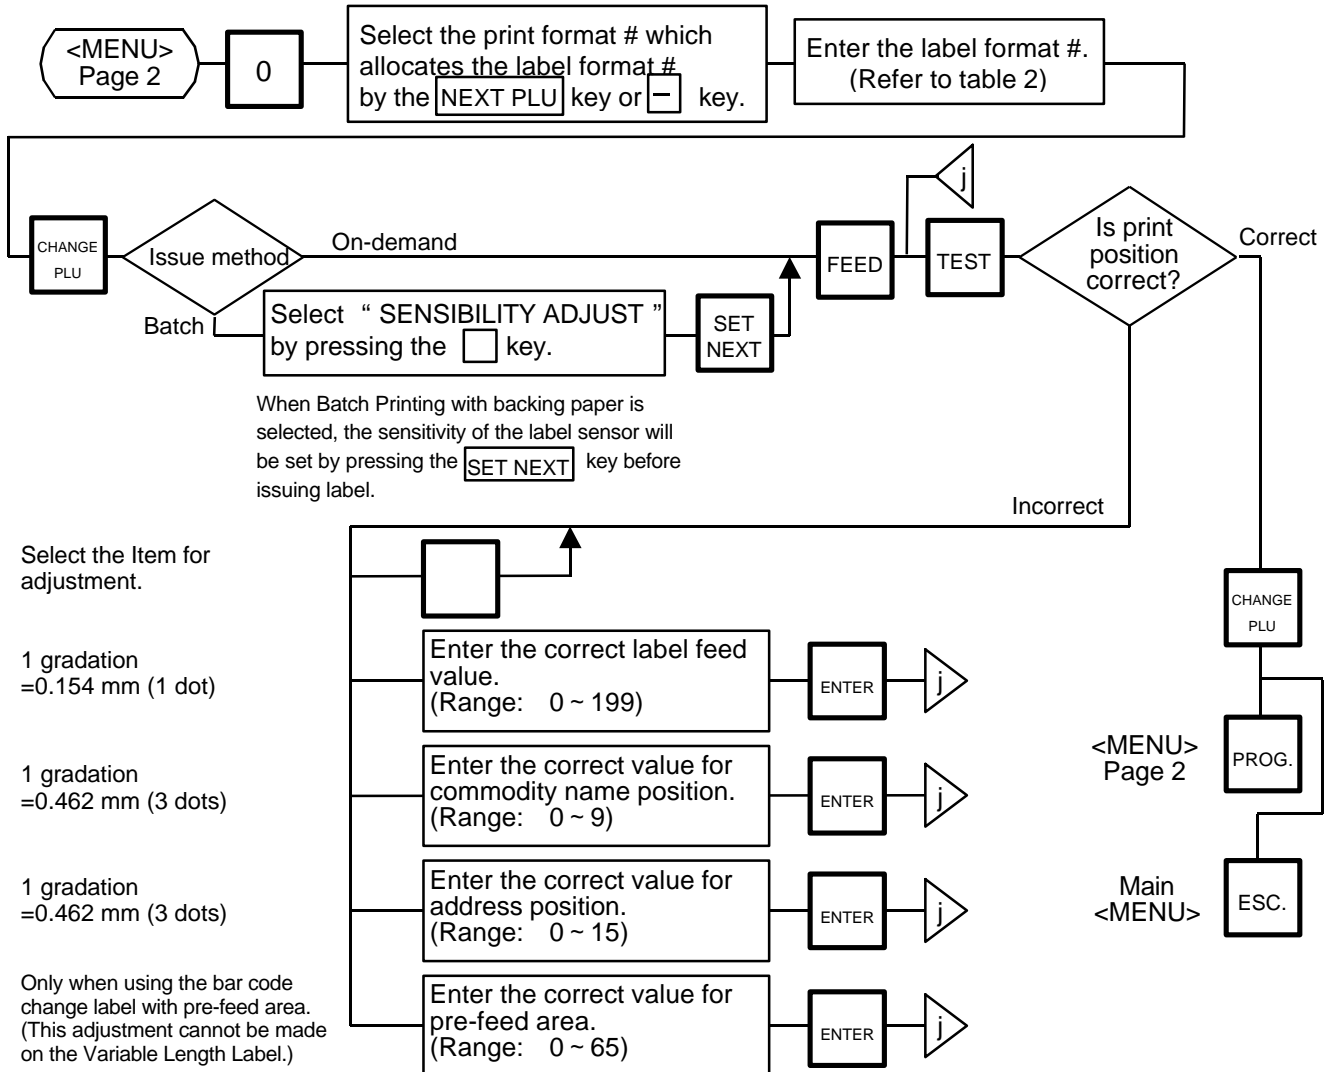 <MENU>
Page 2
0
Select the print format # which
allocates the label format #
by the NEXT PLU key or − key.
Enter the label format #.
(Refer to table 2)
j
CHANGE
PLU
Issue method
On-demand
Batch
Select “ SENSIBILITY ADJUST ”
by pressing the key.
SET
NEXT
FEED
TEST
Is print
position
correct?
Correct
When Batch Printing with backing paper is
selected, the sensitivity of the label sensor will
be set by pressing the SET NEXT key before
issuing label.
Incorrect
Select the Item for
adjustment.
1 gradation
=0.154 mm (1 dot)
Enter the correct label feed
value.
(Range: 0 ~ 199)
ENTER
j
1 gradation
=0.462 mm (3 dots)
Enter the correct value for
commodity name position.
(Range: 0 ~ 9)
ENTER
j
1 gradation
=0.462 mm (3 dots)
Enter the correct value for
address position.
(Range: 0 ~ 15)
ENTER
j
Only when using the bar code
change label with pre-feed area.
(This adjustment cannot be made
on the Variable Length Label.)
Enter the correct value for
pre-feed area.
(Range: 0 ~ 65)
ENTER
j
CHANGE
PLU
<MENU>
Page 2
PROG.
Main
<MENU>
ESC.